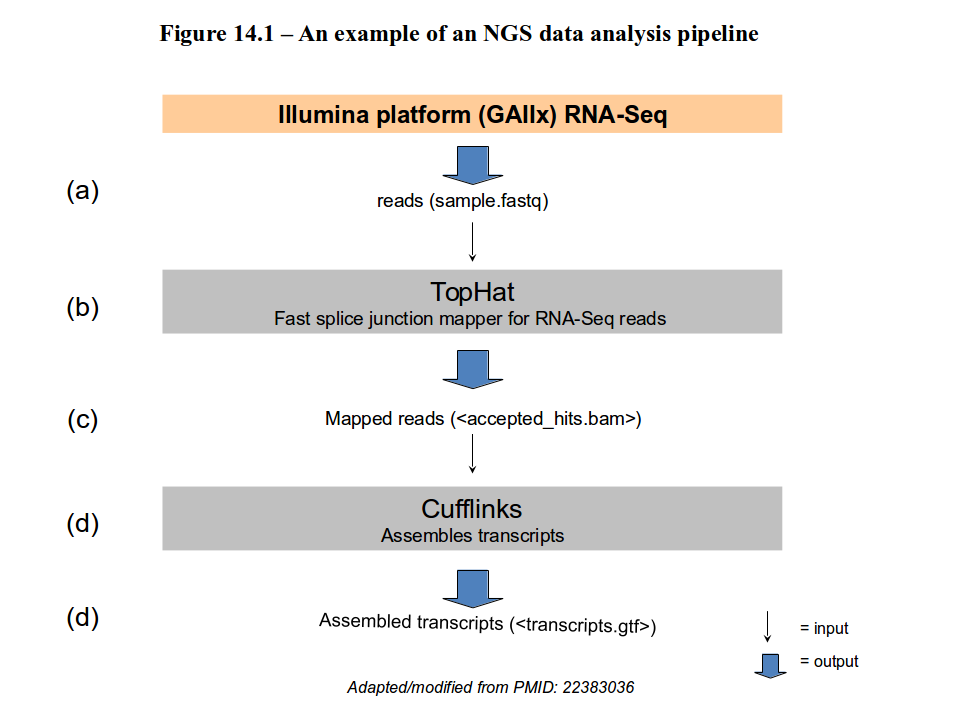 Figure 14.1 – An example of an NGS data analysis pipeline
Illumina platform (GAIIx) RNA-Seq
(a)
reads (sample.fastq)
TopHat
(b)
Fast splice junction mapper for RNA-Seq reads
(c)
Mapped reads (<accepted_hits.bam>)
Cufflinks
(d)
Assembles transcripts
(d)
Assembled transcripts (<transcripts.gtf>)
= input
= output
Adapted/modified from PMID: 22383036